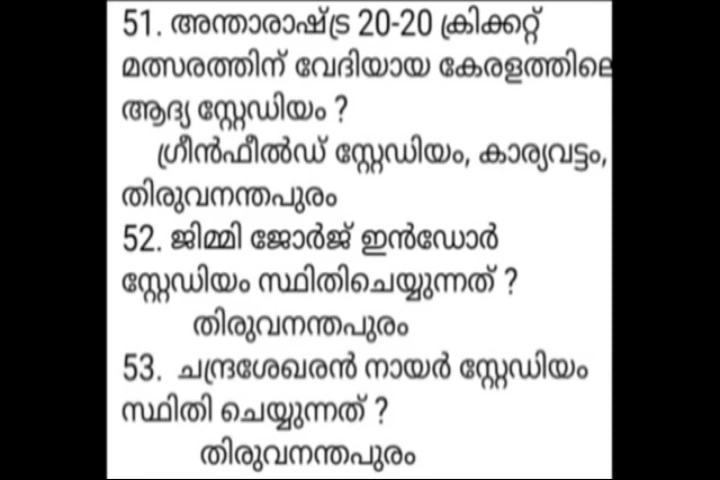 51. അന്താരാഷ്ട്ര 20-20 ക്രിക്കറ്റ്
മത്സരത്തിന് വേദിയായ കേരളത്തിലെ
ആദ്യ സ്റ്റേഡിയം ?
ഗ്രീൻഫീൽഡ് സ്റ്റേഡിയം, കാര്യവട്ടം,
തിരുവനന്തപുരം
52. ജിമ്മി ജോർജ് ഇൻഡോർ
സ്റ്റേഡിയം സ്ഥിതിചെയ്യുന്നത് ?
തിരുവനന്തപുരം
53. ചന്ദ്രശേഖരൻ നായർ സ്റ്റേഡിയം
സ്ഥിതി ചെയ്യുന്നത് ?
തിരുവനന്തപുരം